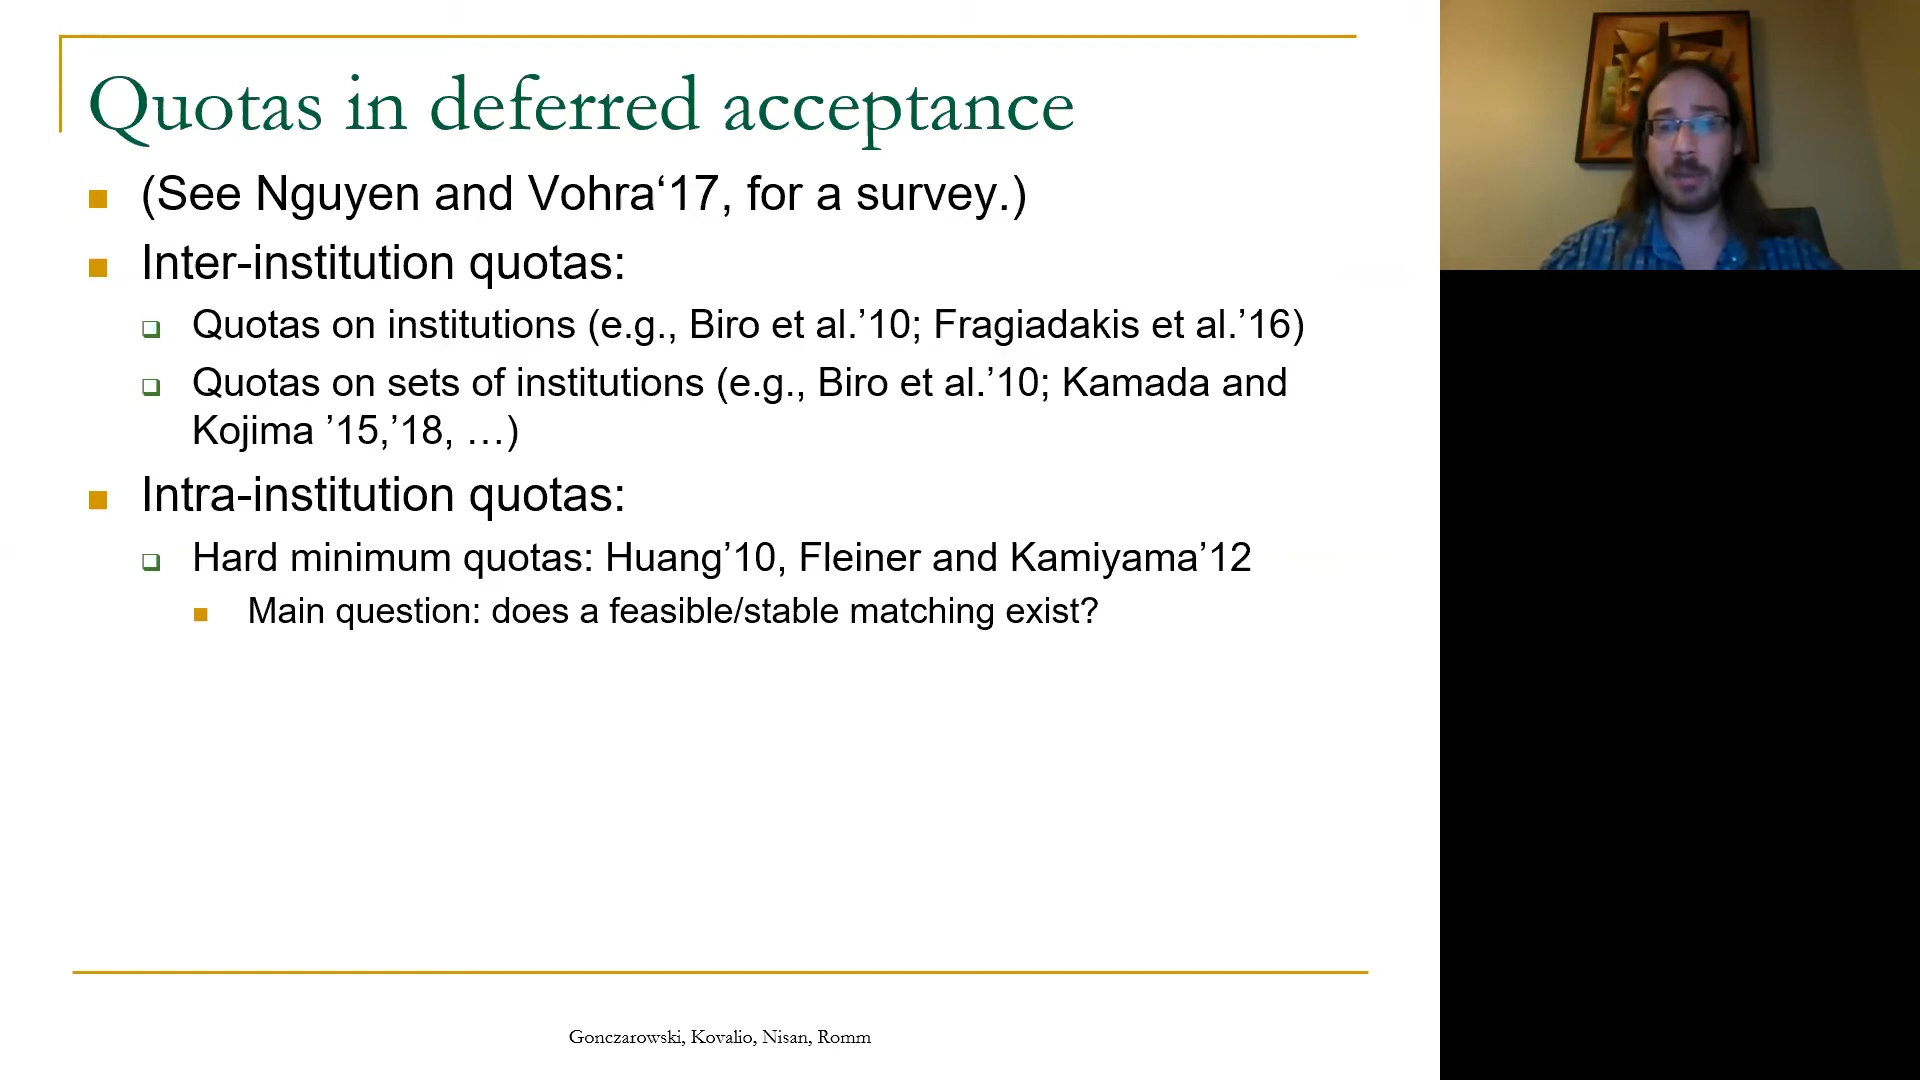 Quotas in deferred acceptance
(See Nguyen and Vohra‘17, for a survey.)
Inter-institution quotas:
Quotas on institutions (e.g., Biro et al.’10; Fragiadakis et al.’16)
Quotas on sets of institutions (e.g., Biro et al.’10; Kamada and
Kojima ’15,’18, …)
Intra-institution quotas:
Hard minimum quotas: Huang’10, Fleiner and Kamiyama’12
Main question: does a feasible/stable matching exist?
Gonczarowski, Kovalio, Nisan, Romm